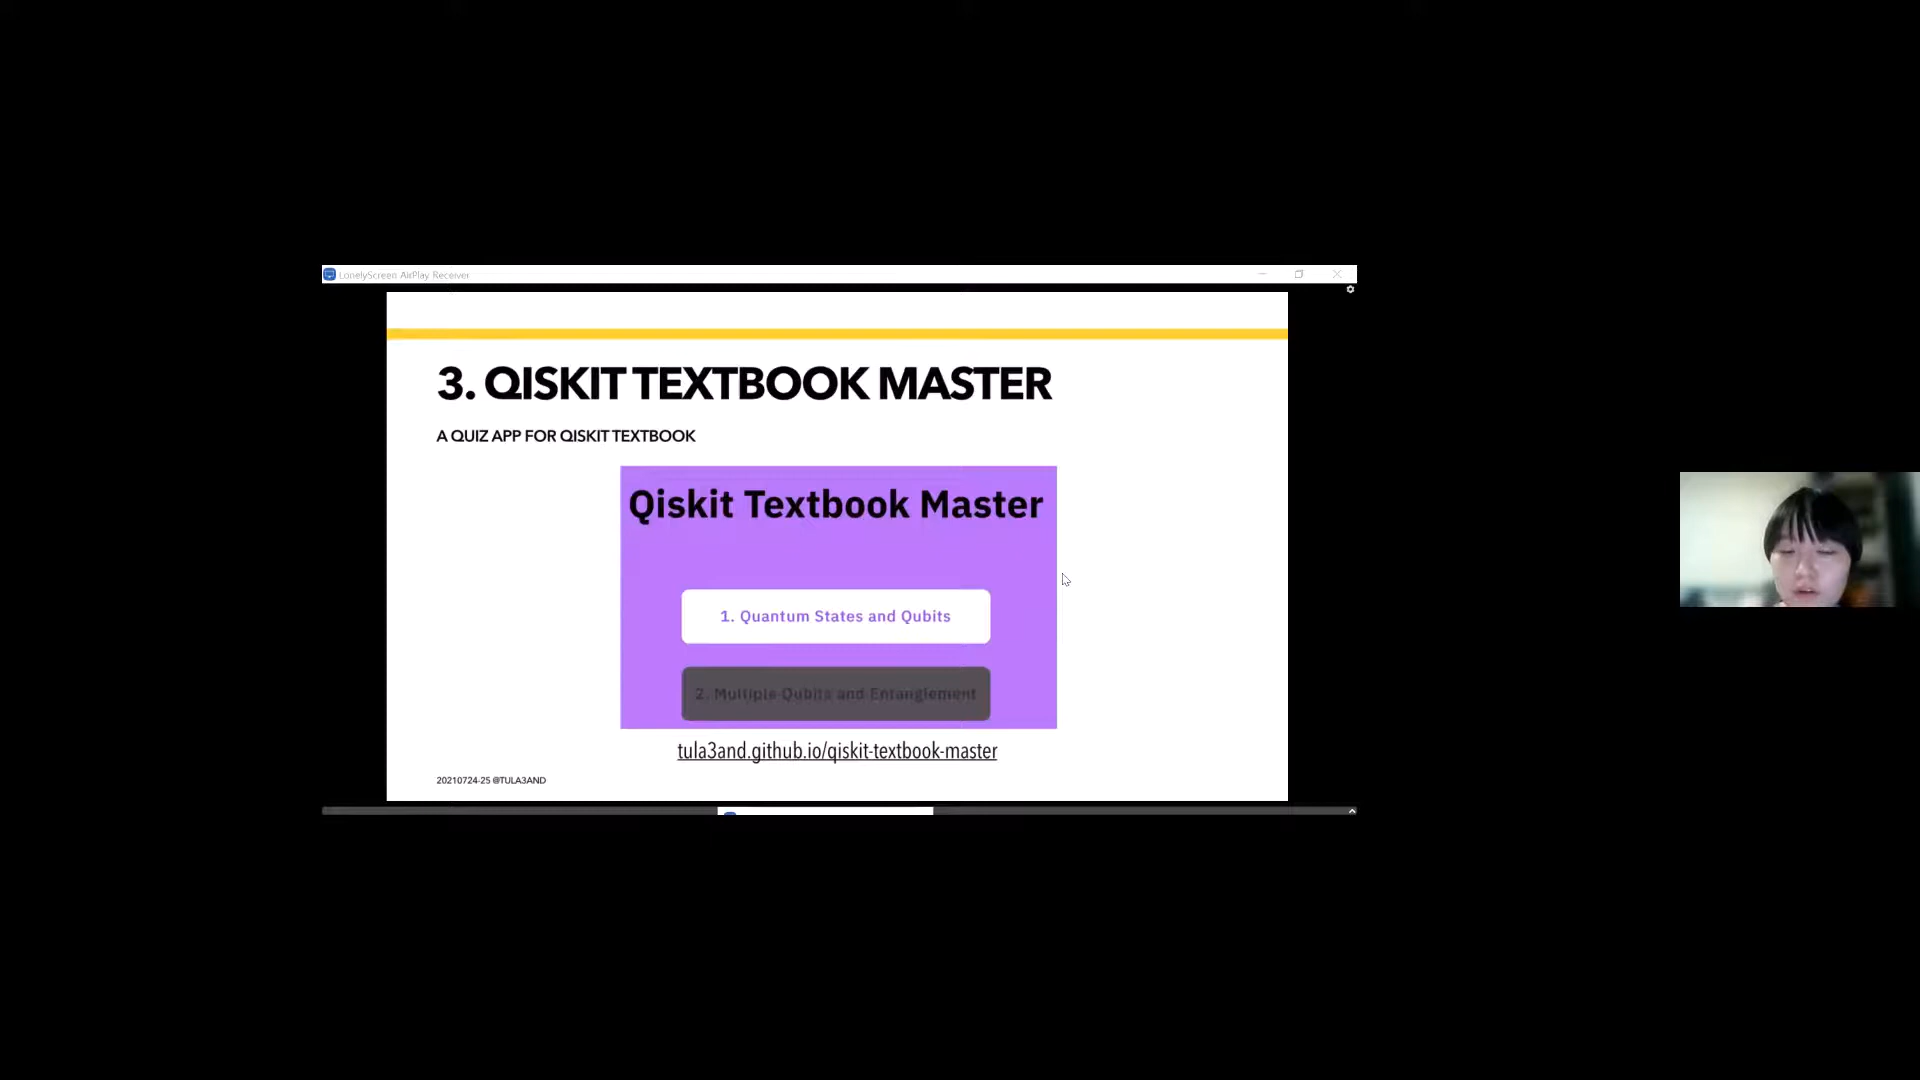 LonelyScreen AirPlay Receiver
3. QISKIT TEXTBOOK MASTER
A QUIZ APP FOR QISKIT TEXTBOOK
Qiskit Textbook Master
1. Quantum States and Qubits
2. Multiple Qubits and Entanglement
tula3and.github.io/qiskit-textbook-master
20210724-25 @TULA3AND